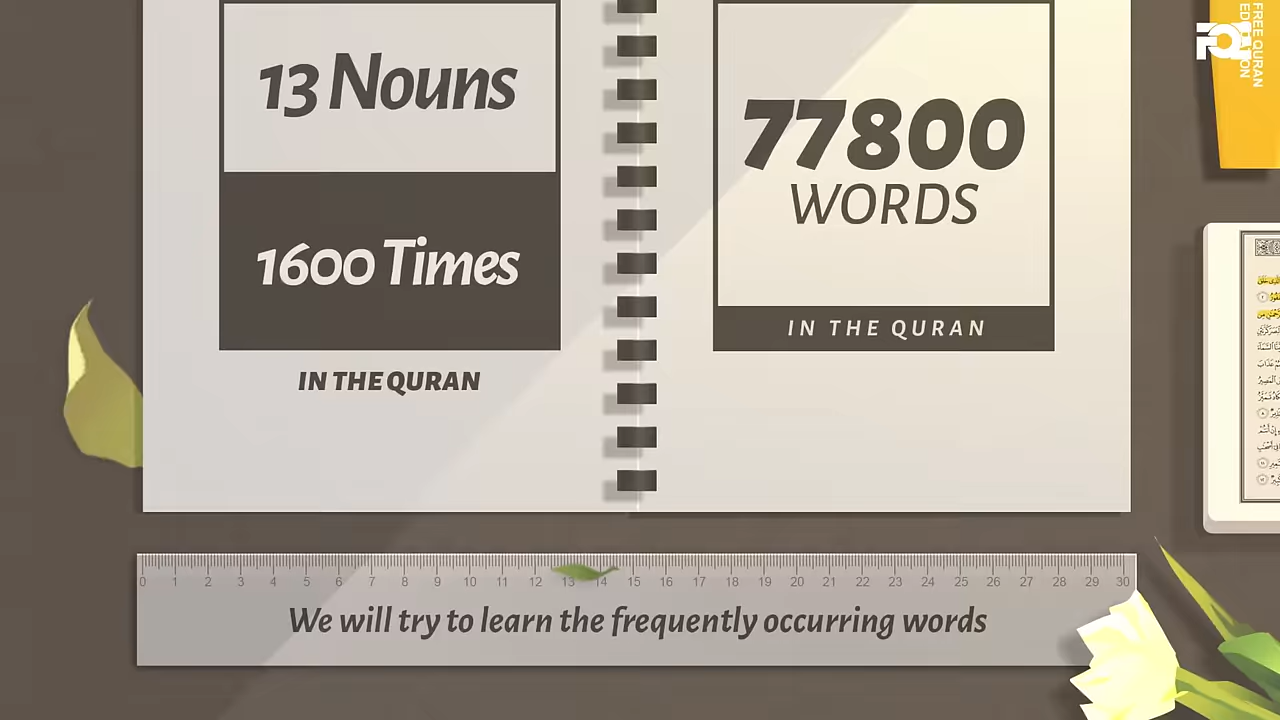 13 Nouns
1600 Times
IN THE QURAN
77800
WORDS
IN THE QURAN
FREE QURAN
EDUCATION
FQE
0 1 2 3 4 5 6 7 8 9 10 11 12 13 14 15 16 17 18 19 20 21 22 23 24 25 26 27 28 29 30
We will try to learn the frequently occurring words